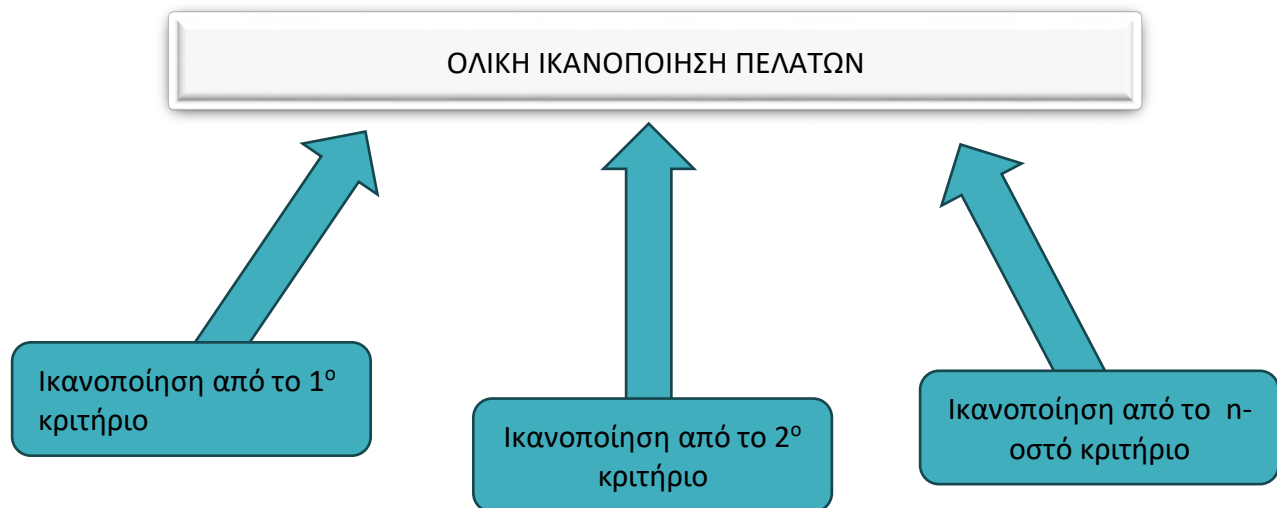 ΟΛΙΚΗ ΙΚΑΝΟΠΟΙΗΣΗ ΠΕΛΑΤΩΝ
Ικανοποίηση από το 1ο
κριτήριο
Ικανοποίηση από το 2ο
κριτήριο
Ικανοποίηση από το n-
οστό κριτήριο